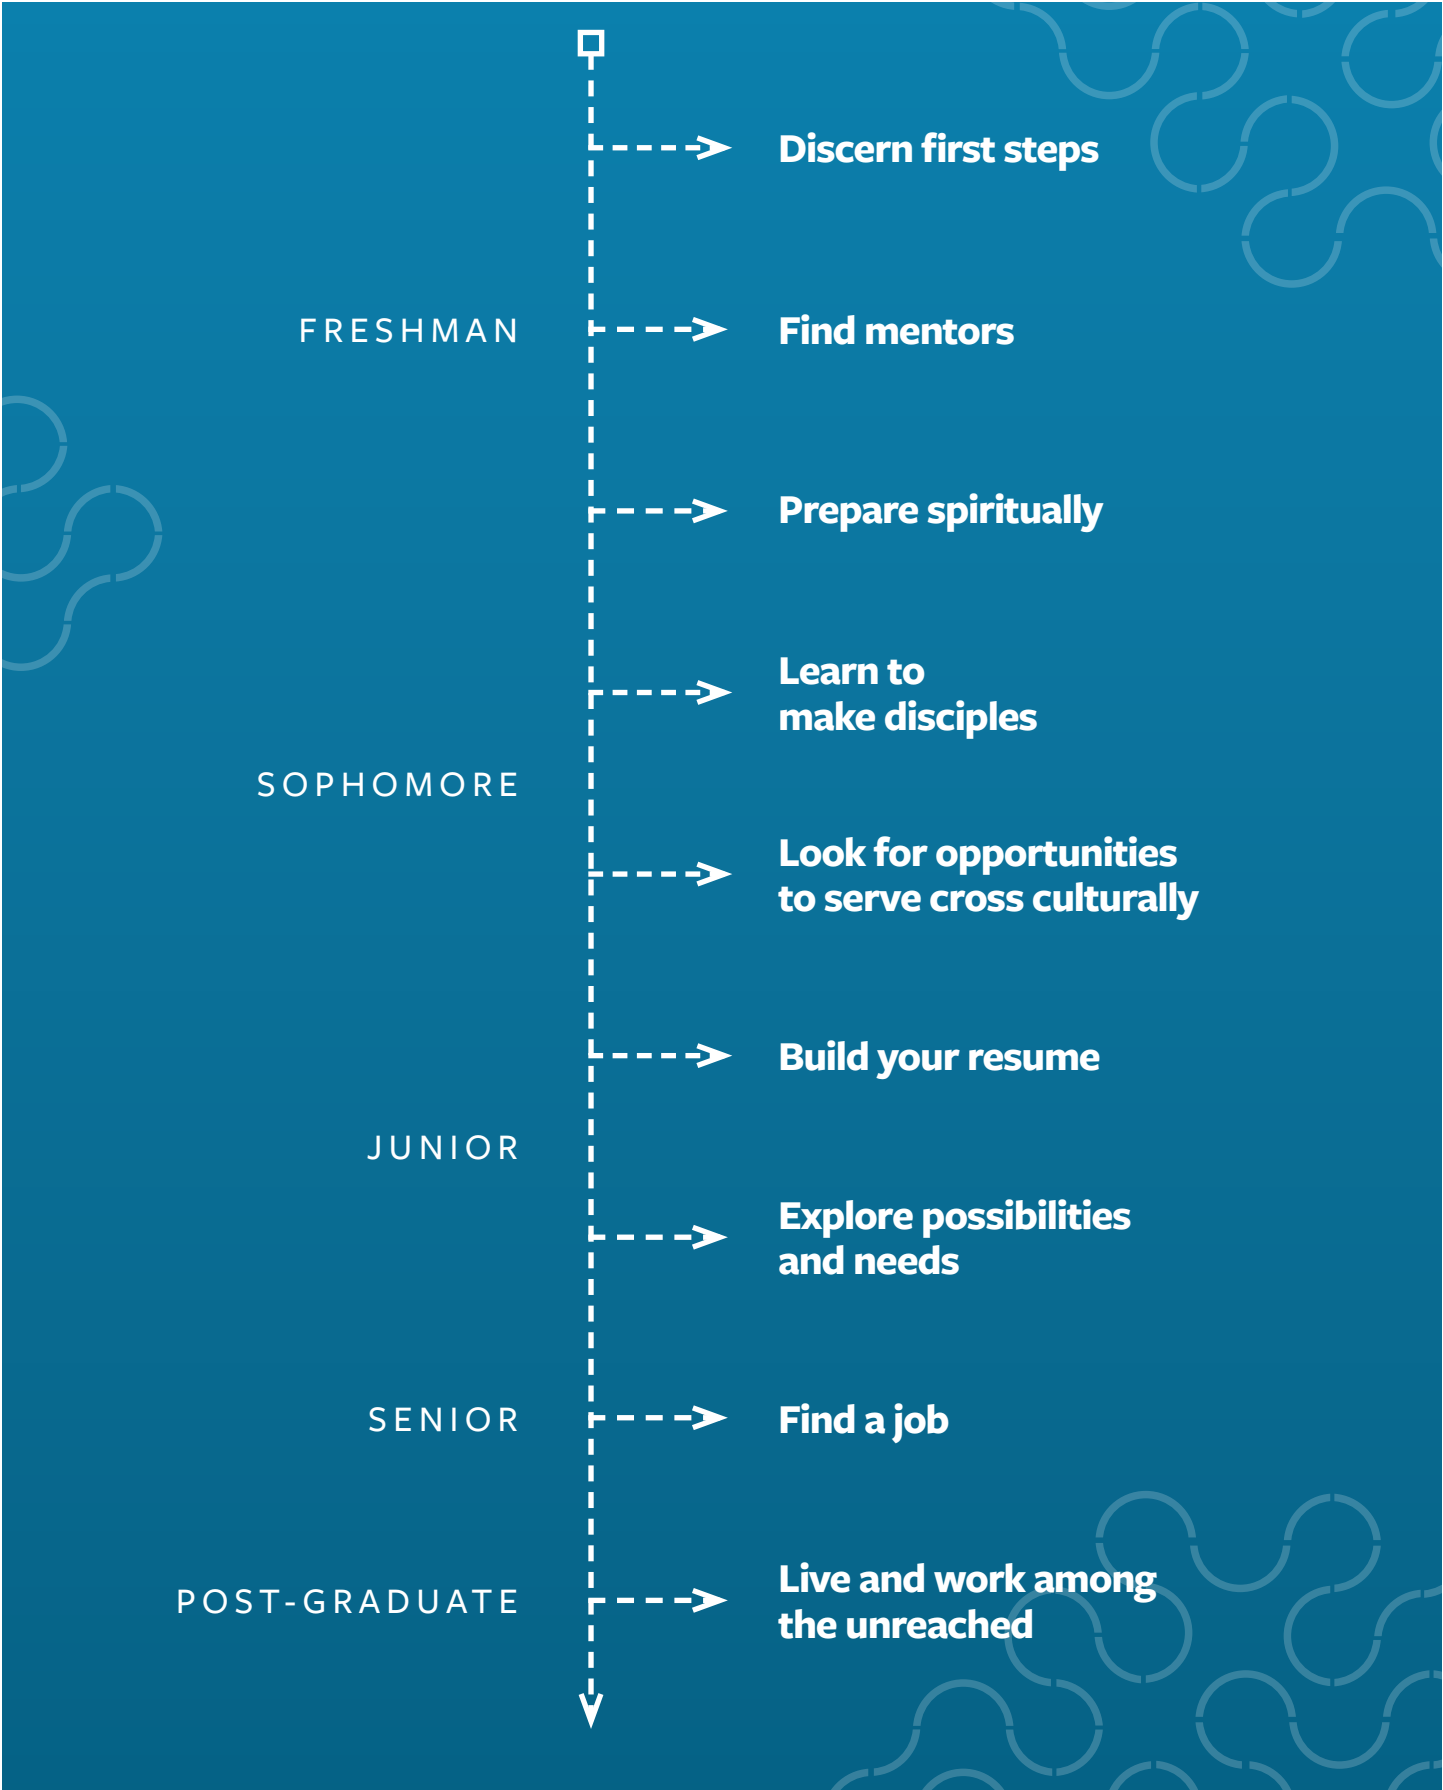 Discern first steps
FRESHMAN
Find mentors
Prepare spiritually
Learn to
make disciples
SOPHOMORE
Look for opportunities
to serve cross culturally
Build your resume
JUNIOR
Explore possibilities
and needs
SENIOR
Find a job
POST-GRADUATE
Live and work among
the unreached